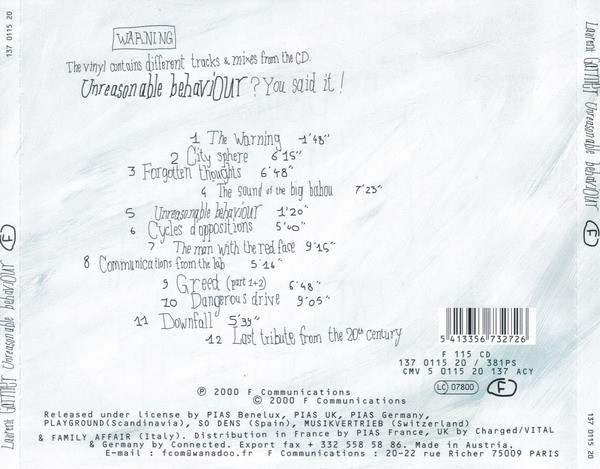 WARNING
The vinyl contains different tracks & mixes from the CD.
Unreasonable behaviour ? You said it !
1 The warning 1'48"
2 City sphere 6'15"
3 Forgotten thoughts 6'48"
4 The sound of the big babou 7'23"
5 Unreasonable behaviour 1'20"
6 Cycles d oppositions 5'00"
7 The man with the red face 9'15"
8 Communications from the lab 5'16"
9 Greed (part 1+2) 6'48"
10 Dangerous drive 9'05"
11 Downfall 5'39"
12 Last tribute from the 20th century
5 413356 732726
F 115 CD
137 0115 20 / 381PS
CMV 5 0115 20 137 ACY
LC 07800 F
℗ 2000 F Communications
© 2000 F Communications
Released under license by PIAS Benelux, PIAS UK, PIAS Germany,
PLAYGROUND(Scandinavia), SO DENS (Spain), MUSIKVERTRIEB (Switzerland)
& FAMILY AFFAIR (Italy). Distribution in France by PIAS France, UK by Charged/VITAL
& Germany by Connected. Export fax + 332 558 58 86. Made in Austria.
E-mail : fcom@wanadoo.fr F Communications : 20-22 rue Richer 75009 PARIS
Laurent GARNIER Unreasonable behaviour F
137 0115 20
Laurent GARNIER Unreasonable behaviour F
137 0115 20